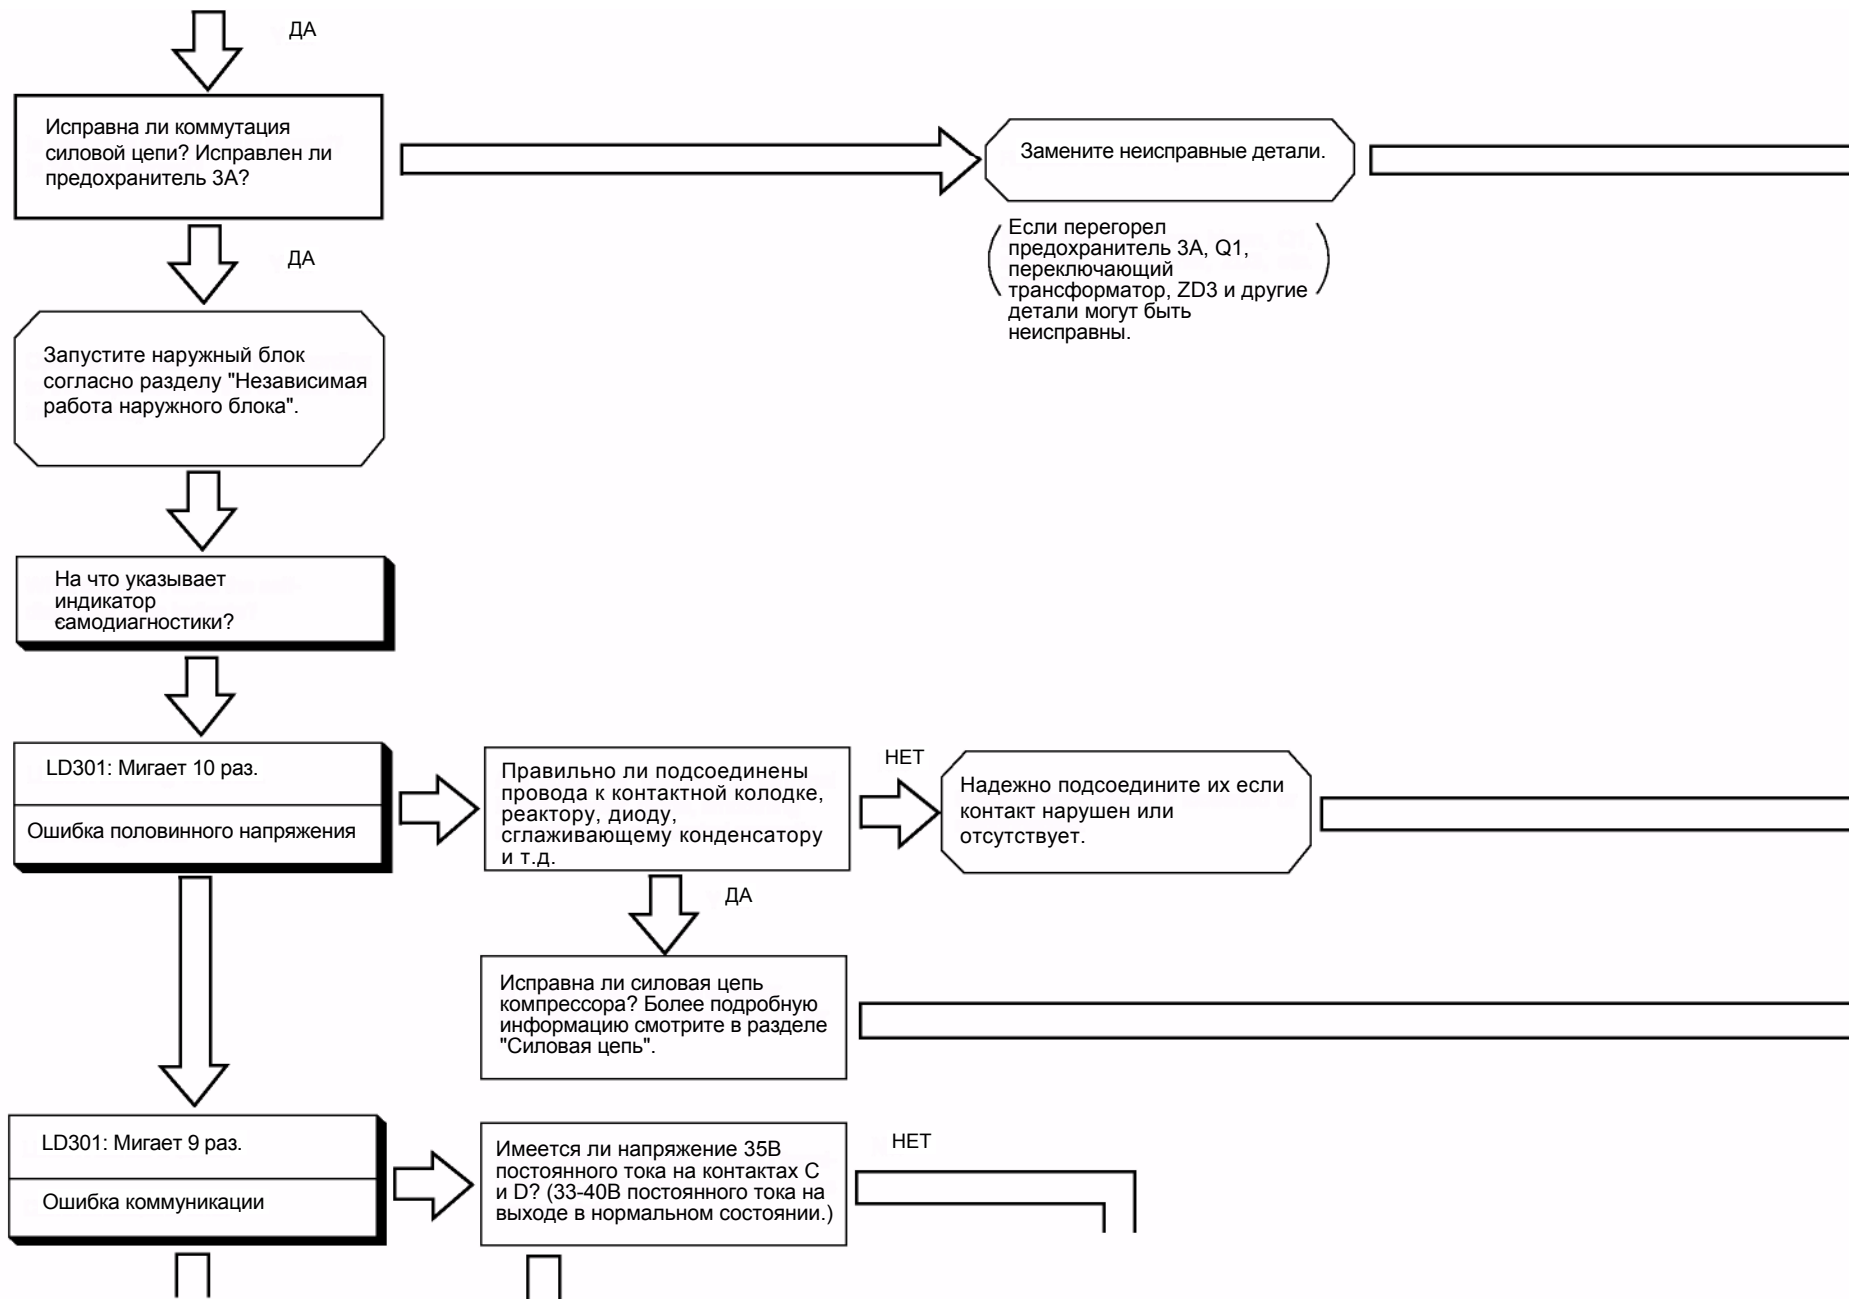 ДА
Исправна ли коммутация
силовой цепи? Исправлен ли
предохранитель 3А?
Замените неисправные детали.
Если перегорел
предохранитель 3А, Q1,
переключающий
трансформатор, ZD3 и другие
детали могут быть
неисправны.
ДА
Запустите наружный блок
согласно разделу "Независимая
работа наружного блока".
На что указывает
индикатор
самодиагностики?
LD301: Мигает 10 раз.
Ошибка половинного напряжения
Правильно ли подсоединены
провода к контактной колодке,
реактору, диоду,
сглаживающему конденсатору
и т.д.
НЕТ
Надежно подсоедините их если
контакт нарушен или
отсутствует.
ДА
Исправна ли силовая цепь
компрессора? Более подробную
информацию смотрите в разделе
"Силовая цепь".
LD301: Мигает 9 раз.
Ошибка коммуникации
Имеется ли напряжение 35В
постоянного тока на контактах С
и D? (33-40В постоянного тока на
выходе в нормальном состоянии.)
НЕТ